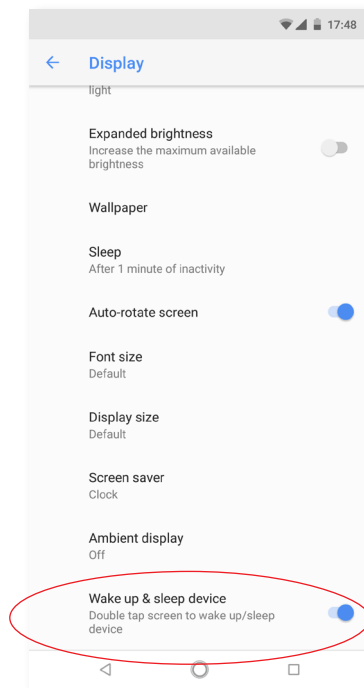 17:48
Display
light
Expanded brightness
Increase the maximum available
brightness
Wallpaper
Sleep
After 1 minute of inactivity
Auto-rotate screen
Font size
Default
Display size
Default
Screen saver
Clock
Ambient display
Off
Wake up & sleep device
Double tap screen to wake up/sleep
device